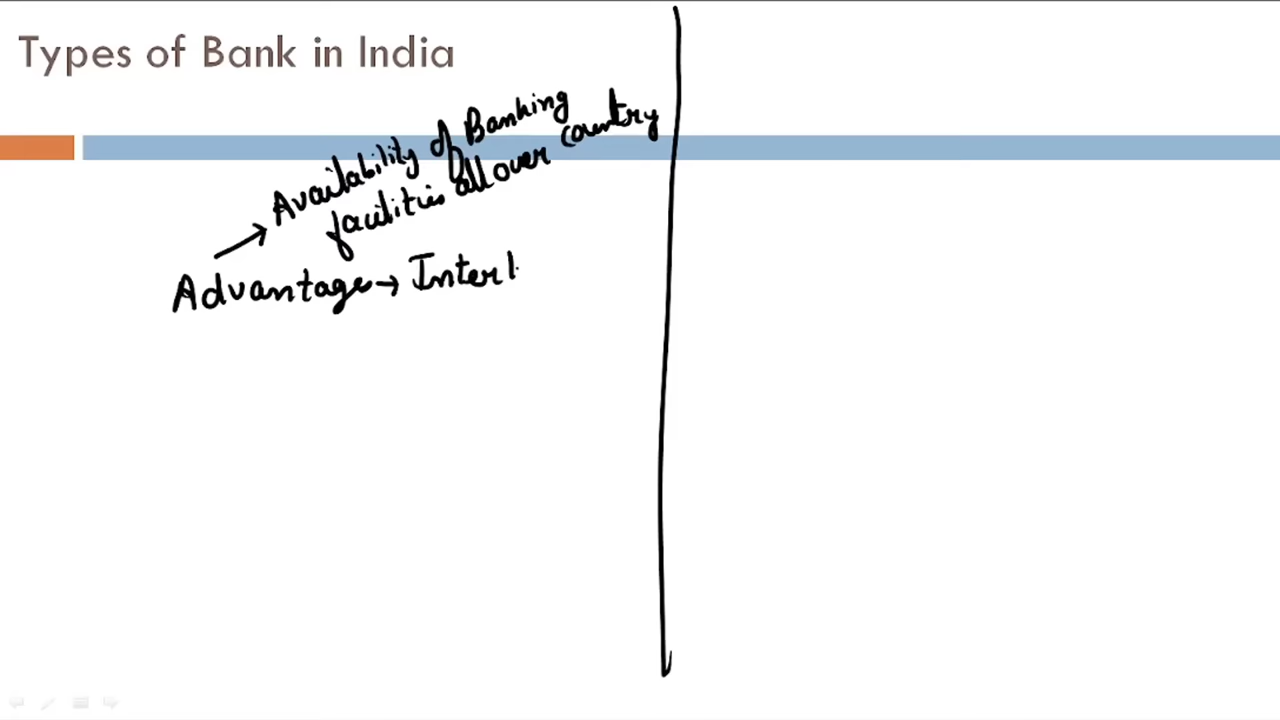 Types of Bank in India
Availability of Banking
facilities all over country
Advantage → Inter